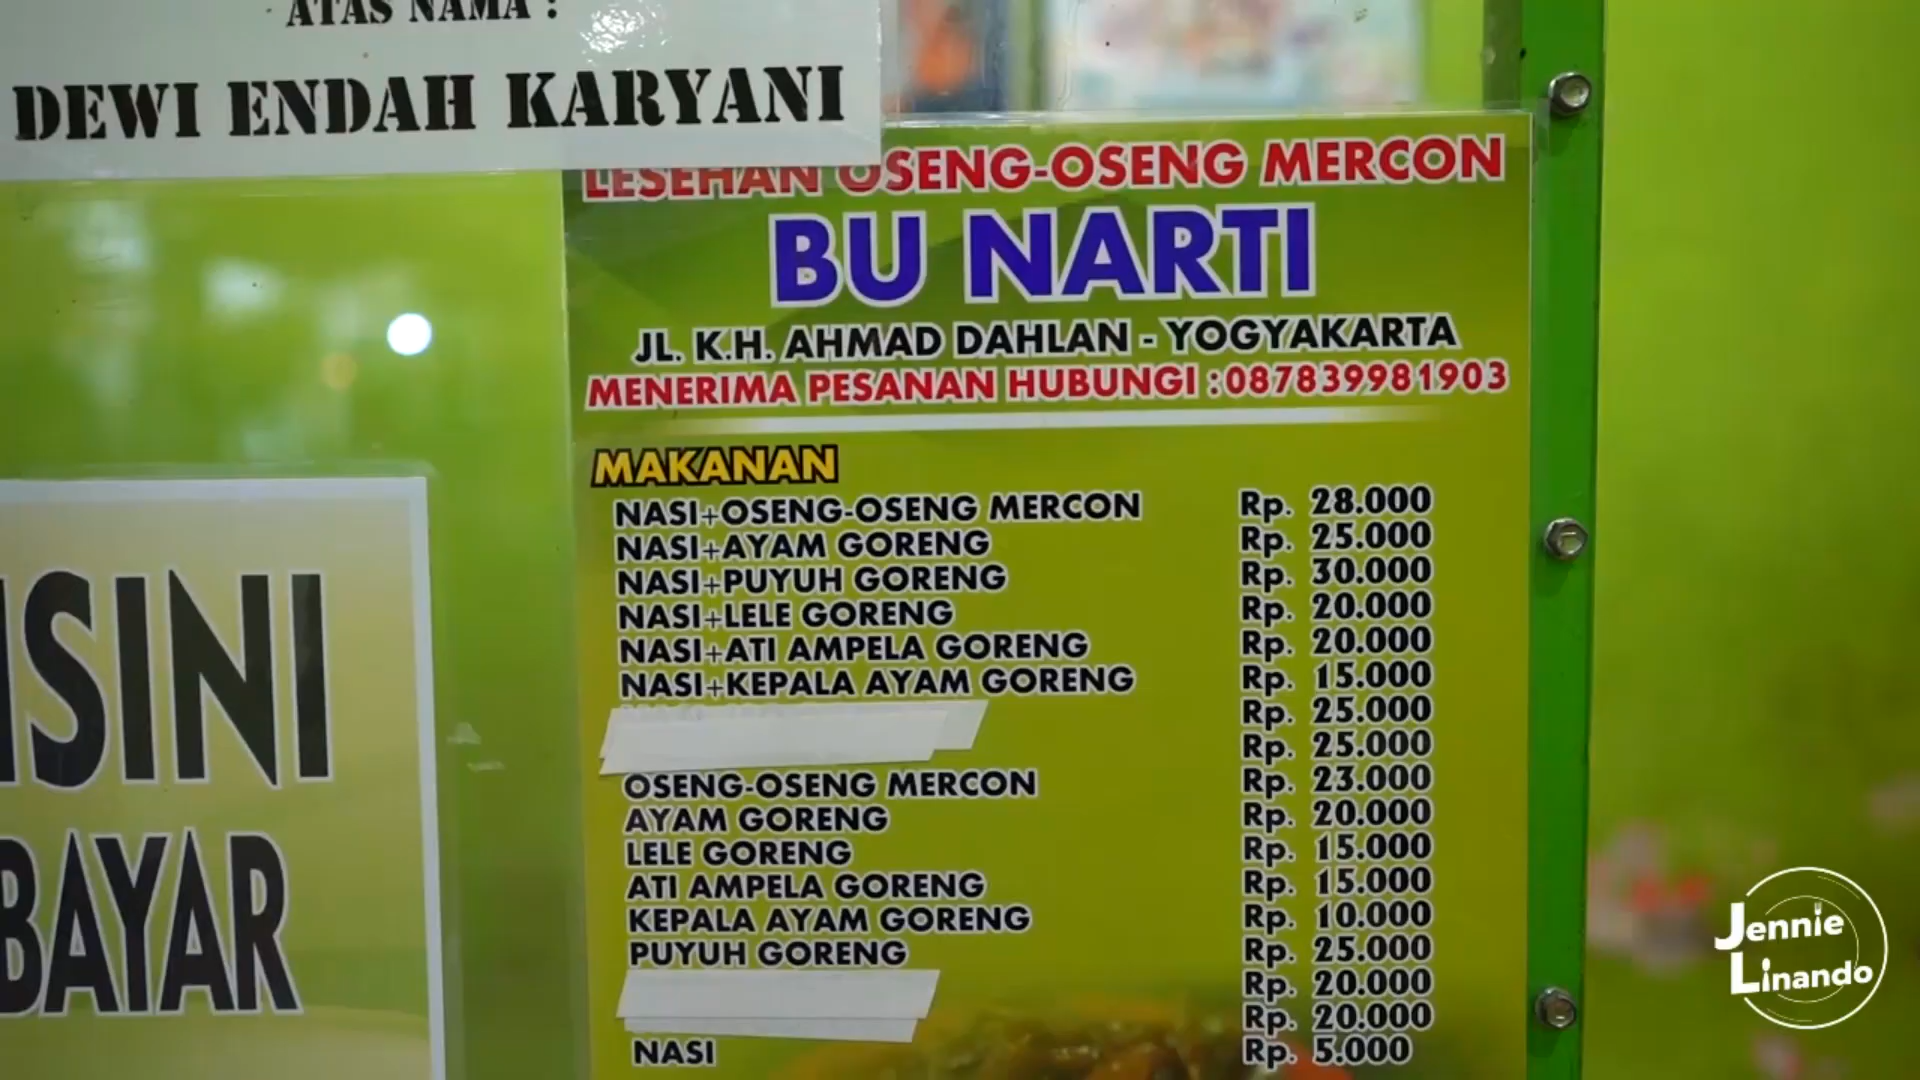 ATAS NAMA :
DEWI ENDAH KARYANI
LESEHAN OSENG-OSENG MERCON
BU NARTI
JL. K.H. AHMAD DAHLAN - YOGYAKARTA
MENERIMA PESANAN HUBUNGI :087839981903
MAKANAN
NASI+OSENG-OSENG MERCON Rp. 28.000
NASI+AYAM GORENG Rp. 25.000
NASI+PUYUH GORENG Rp. 30.000
NASI+LELE GORENG Rp. 20.000
NASI+ATI AMPELA GORENG Rp. 20.000
NASI+KEPALA AYAM GORENG Rp. 15.000
Rp. 25.000
Rp. 25.000
OSENG-OSENG MERCON Rp. 23.000
AYAM GORENG Rp. 20.000
LELE GORENG Rp. 15.000
ATI AMPELA GORENG Rp. 15.000
KEPALA AYAM GORENG Rp. 10.000
PUYUH GORENG Rp. 25.000
Rp. 20.000
Rp. 20.000
NASI Rp. 5.000
ISINI
BAYAR
Jennie
Linando